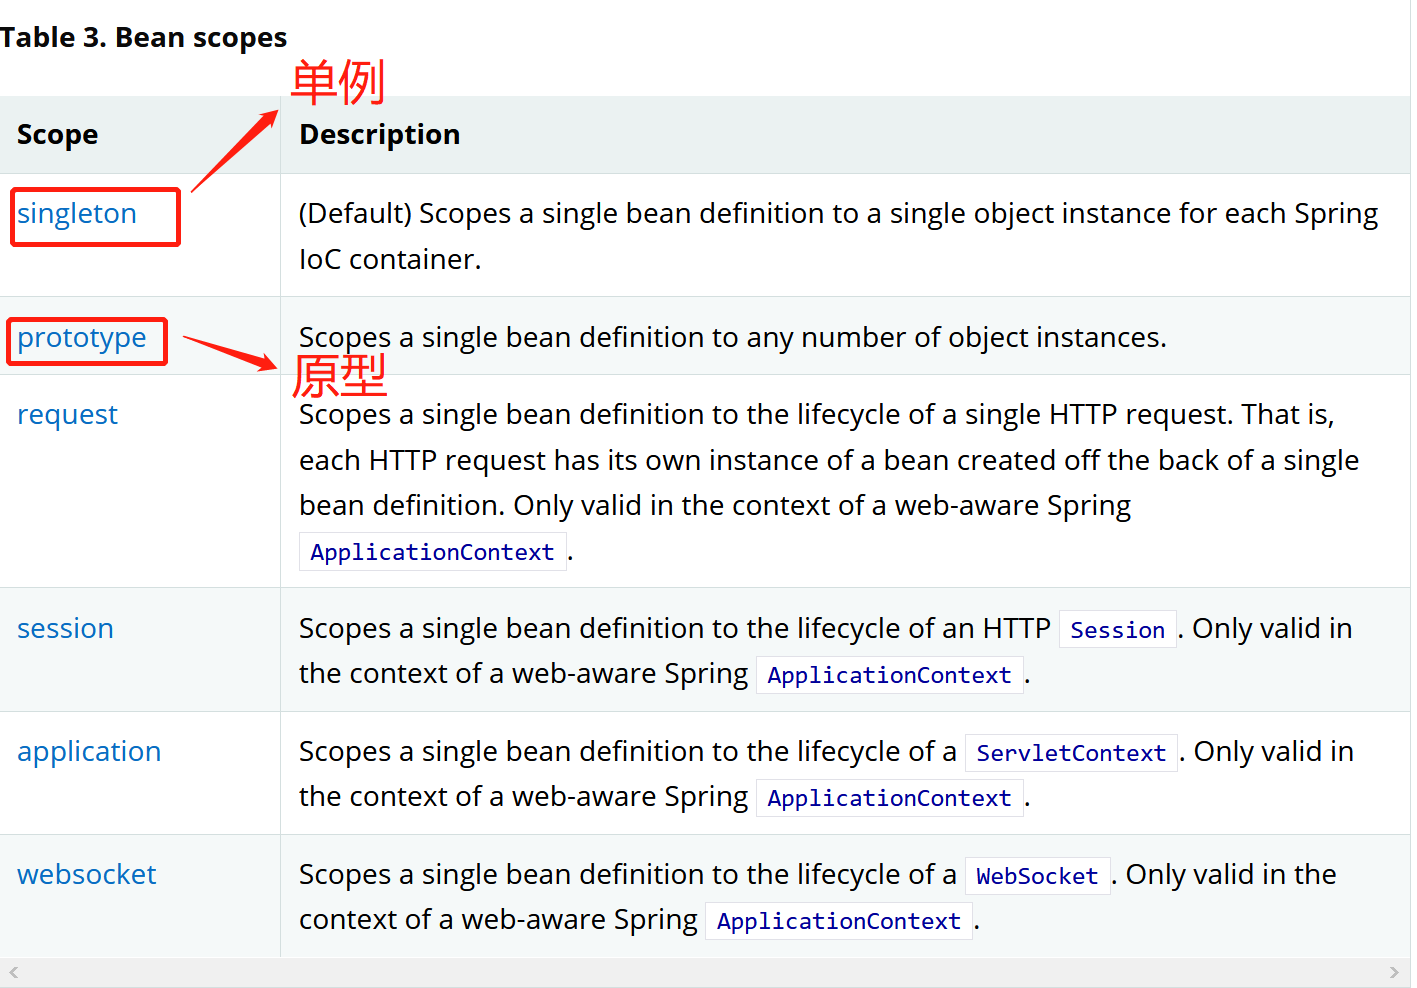 Table 3. Bean scopes
单例
Scope
Description
singleton
(Default) Scopes a single bean definition to a single object instance for each Spring
IoC container.
prototype
Scopes a single bean definition to any number of object instances.
原型
request
Scopes a single bean definition to the lifecycle of a single HTTP request. That is,
each HTTP request has its own instance of a bean created off the back of a single
bean definition. Only valid in the context of a web-aware Spring
ApplicationContext.
session
Scopes a single bean definition to the lifecycle of an HTTP Session. Only valid in
the context of a web-aware Spring ApplicationContext.
application
Scopes a single bean definition to the lifecycle of a ServletContext. Only valid in
the context of a web-aware Spring ApplicationContext.
websocket
Scopes a single bean definition to the lifecycle of a WebSocket. Only valid in the
context of a web-aware Spring ApplicationContext.